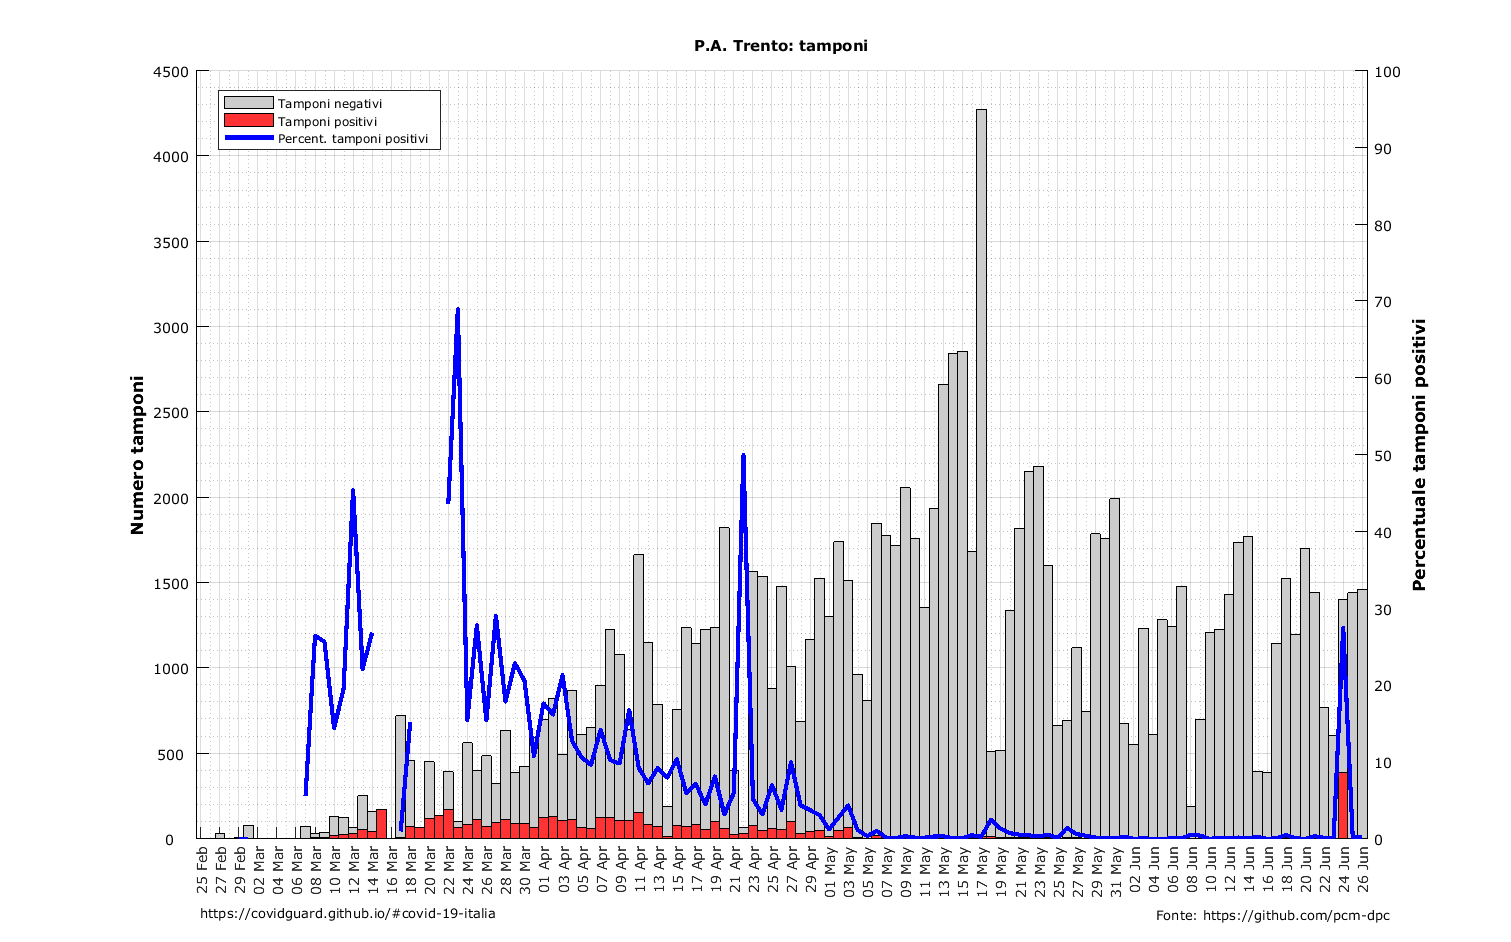 P.A. Trento: tamponi
Tamponi negativi
Tamponi positivi
Percent. tamponi positivi
Numero tamponi
4500
4000
3500
3000
2500
2000
1500
1000
500
0
Percentuale tamponi positivi
100
90
80
70
60
50
40
30
20
10
0
25 Feb
27 Feb
29 Feb
02 Mar
04 Mar
06 Mar
08 Mar
10 Mar
12 Mar
14 Mar
16 Mar
18 Mar
20 Mar
22 Mar
24 Mar
26 Mar
28 Mar
30 Mar
01 Apr
03 Apr
05 Apr
07 Apr
09 Apr
11 Apr
13 Apr
15 Apr
17 Apr
19 Apr
21 Apr
23 Apr
25 Apr
27 Apr
29 Apr
01 May
03 May
05 May
07 May
09 May
11 May
13 May
15 May
17 May
19 May
21 May
23 May
25 May
27 May
29 May
31 May
02 Jun
04 Jun
06 Jun
08 Jun
10 Jun
12 Jun
14 Jun
16 Jun
18 Jun
20 Jun
22 Jun
24 Jun
26 Jun
https://covidguard.github.io/#covid-19-italia
Fonte: https://github.com/pcm-dpc